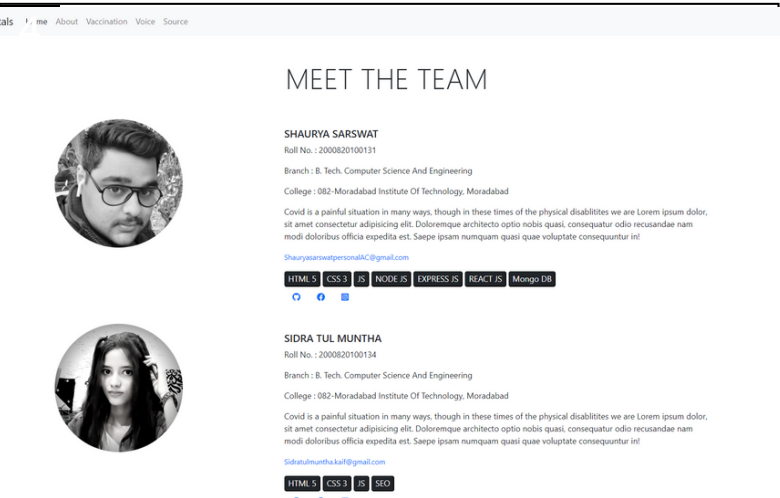 tals Home About Vaccination Voice Source
MEET THE TEAM
SHAURYA SARSWAT
Roll No. : 2000820100131
Branch : B. Tech. Computer Science And Engineering
College : 082-Moradabad Institute Of Technology, Moradabad
Covid is a painful situation in many ways, though in these times of the physical disablitites we are Lorem ipsum dolor,
sit amet consectetur adipisicing elit. Doloremque architecto optio nobis quasi, consequatur odio recusandae nam
modi doloribus officia expedita est. Saepe ipsam numquam quasi quae voluptate consequuntur in!
ShauryasarswatpersonalAC@gmail.com
HTML 5 CSS 3 JS NODE JS EXPRESS JS REACT JS Mongo DB
SIDRA TUL MUNTHA
Roll No. : 2000820100134
Branch : B. Tech. Computer Science And Engineering
College : 082-Moradabad Institute Of Technology, Moradabad
Covid is a painful situation in many ways, though in these times of the physical disablitites we are Lorem ipsum dolor,
sit amet consectetur adipisicing elit. Doloremque architecto optio nobis quasi, consequatur odio recusandae nam
modi doloribus officia expedita est. Saepe ipsam numquam quasi quae voluptate consequuntur in!
Sidratulmuntha.kaif@gmail.com
HTML 5 CSS 3 JS SEO